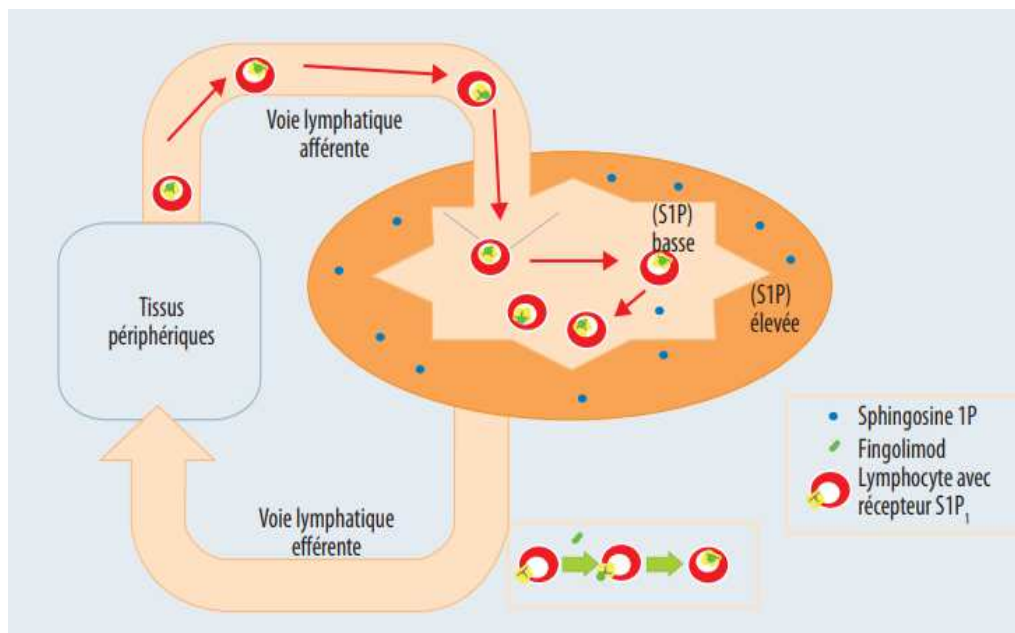 Voie lymphatique
afférente
(S1P)
basse
(S1P)
élevée
Tissus
périphériques
Sphingosine 1P
Fingolimod
Lymphocyte avec
récepteur S1P₁
Voie lymphatique
efférente